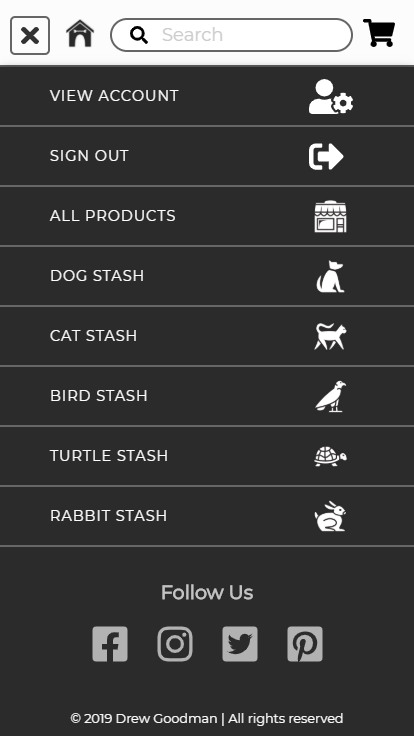 Search
VIEW ACCOUNT
SIGN OUT
ALL PRODUCTS
DOG STASH
CAT STASH
BIRD STASH
TURTLE STASH
RABBIT STASH
Follow Us
© 2019 Drew Goodman | All rights reserved